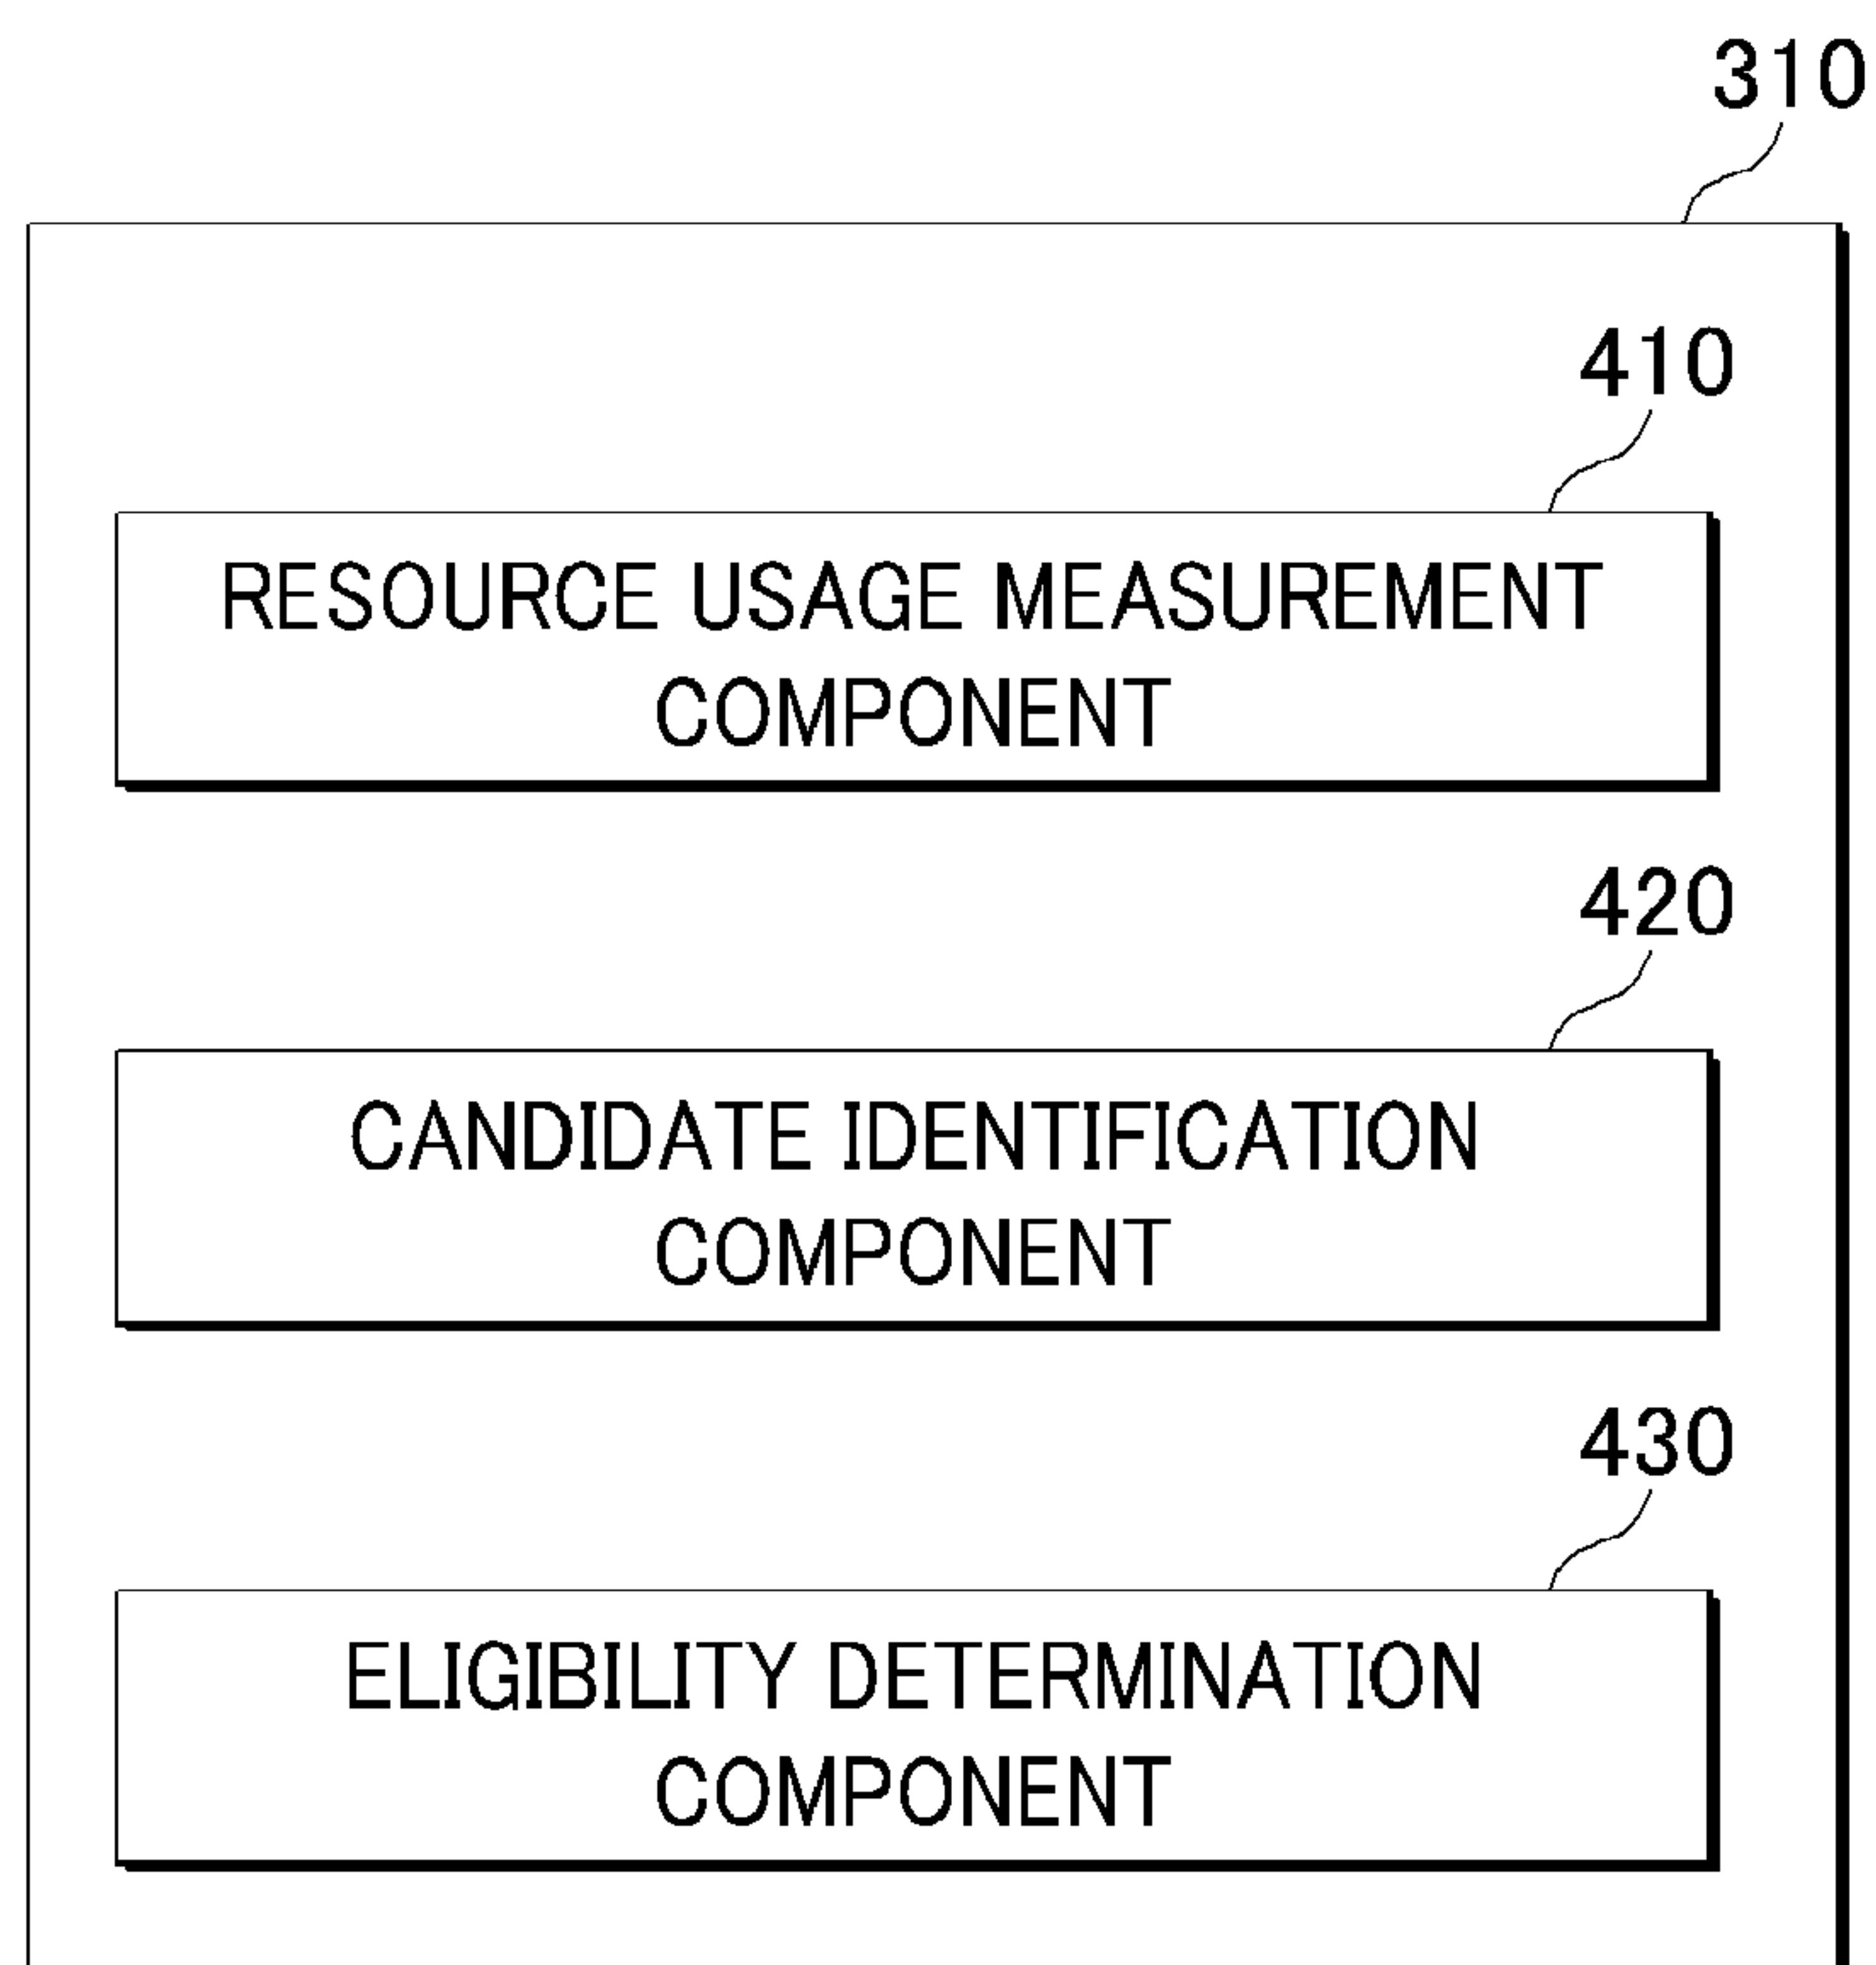 310
410
RESOURCE USAGE MEASUREMENT
COMPONENT
420
CANDIDATE IDENTIFICATION
COMPONENT
430
ELIGIBILITY DETERMINATION
COMPONENT